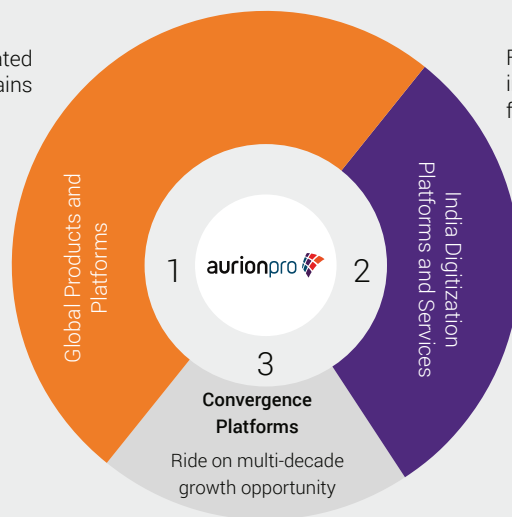 Global Products and
Platforms
1
aurionpro
2
India Digitization
Platforms and Services
3
Convergence
Platforms
Ride on multi-decade
growth opportunity